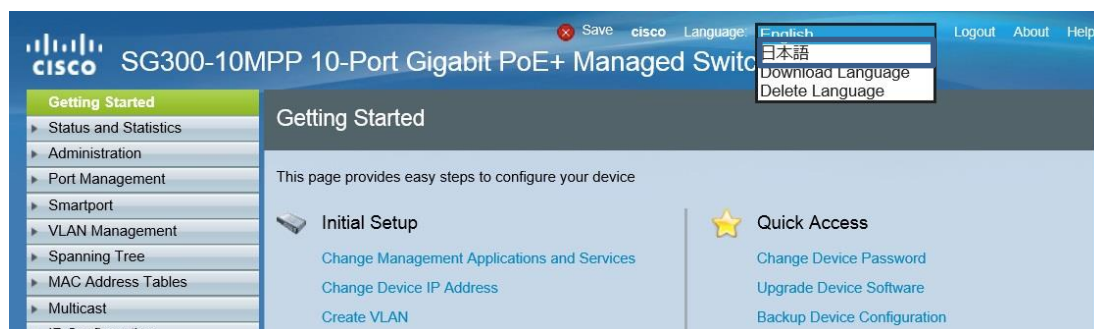 Save cisco Language: English Logout About Help
日本語
Download Language
Delete Language
CISCO SG300-10MPP 10-Port Gigabit PoE+ Managed Switc
Getting Started
Status and Statistics
Administration
Port Management
Smartport
VLAN Management
Spanning Tree
MAC Address Tables
Multicast
Getting Started
This page provides easy steps to configure your device
Initial Setup
Change Management Applications and Services
Change Device IP Address
Create VLAN
Quick Access
Change Device Password
Upgrade Device Software
Backup Device Configuration